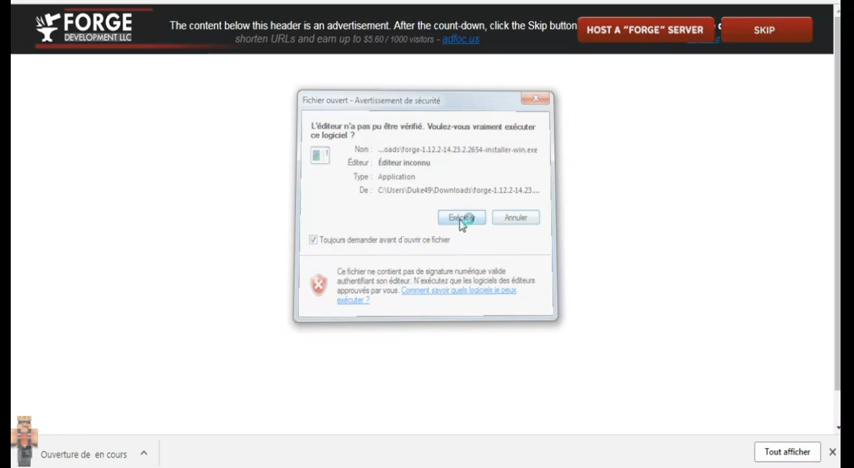 FORGE
DEVELOPMENT LLC
The content below this header is an advertisement. After the count-down, click the Skip button
shorten URLs and earn up to $5.60 / 1000 visitors - adfoc.us
HOST A "FORGE" SERVER
SKIP
Fichier ouvert - Avertissement de sécurité
L'éditeur n'a pas pu être vérifié. Voulez-vous vraiment exécuter
ce logiciel ?
Nom : ...oads\forge-1.12.2-14.23.2.2654-installer-win.exe
Éditeur : Éditeur inconnu
Type : Application
De : C:\Users\Duke49\Downloads\forge-1.12.2-14.23....
Exécuter Annuler
Toujours demander avant d'ouvrir ce fichier
Ce fichier ne contient pas de signature numérique valide
authentifiant son éditeur. N'exécutez que les logiciels des éditeurs
approuvés par vous. Comment savoir quels logiciels je peux
exécuter ?
Ouverture de en cours
Tout afficher